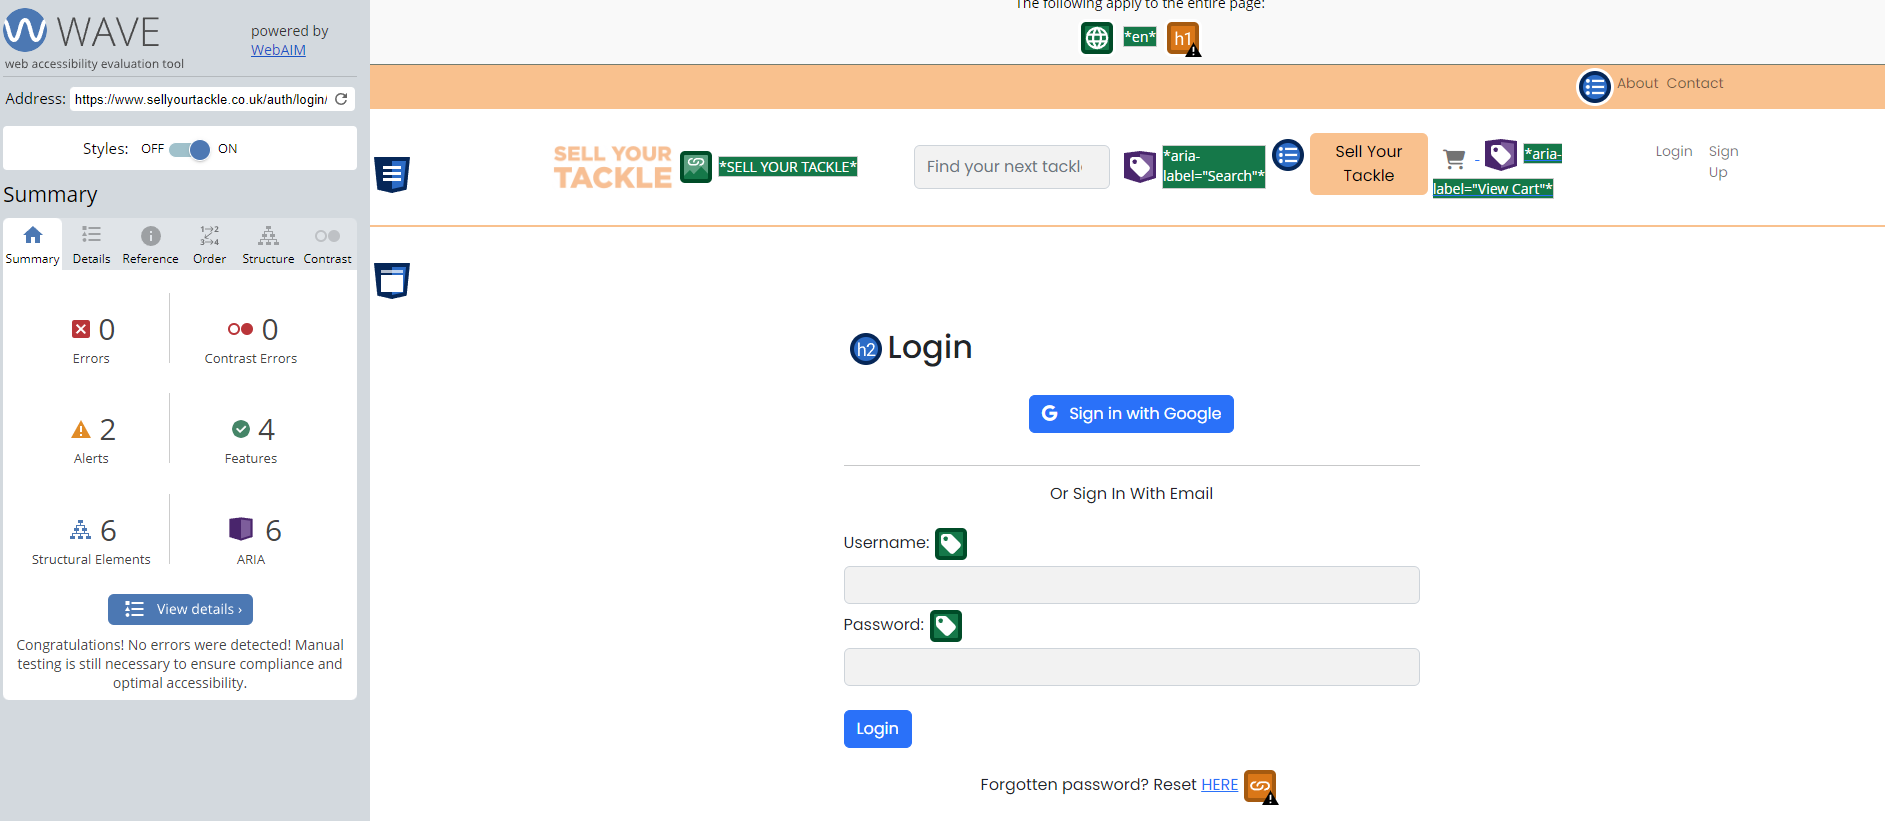 WAVE
powered by
WebAIM
web accessibility evaluation tool
Address: https://www.sellyourtackle.co.uk/auth/login/
Styles: OFF ON
Summary
Summary Details Reference Order Structure Contrast
0 Errors
0 Contrast Errors
2 Alerts
4 Features
6 Structural Elements
6 ARIA
View details ›
Congratulations! No errors were detected! Manual
testing is still necessary to ensure compliance and
optimal accessibility.
The following apply to the entire page:
*en* h1
About Contact
SELL YOUR
TACKLE
*SELL YOUR TACKLE*
Find your next tackl
*aria-
label="Search"*
Sell Your
Tackle
*aria-
label="View Cart"*
Login Sign
Up
h2 Login
G Sign in with Google
Or Sign In With Email
Username:
Password:
Login
Forgotten password? Reset HERE